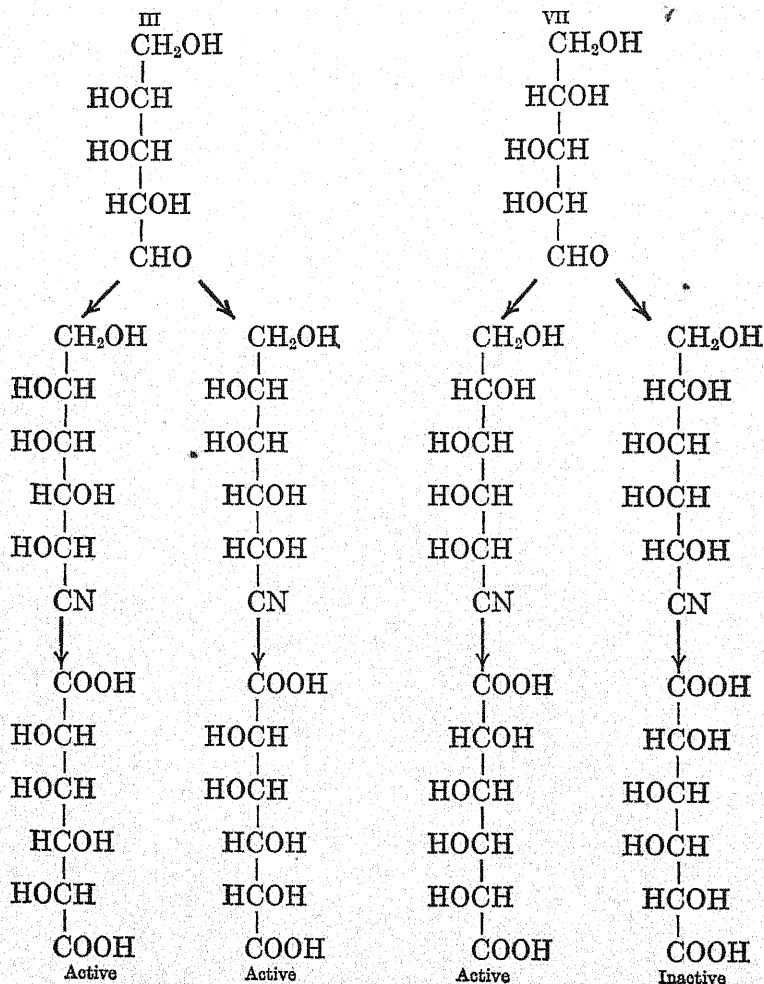 III VII
CH₂OH CH₂OH
HOCH HCOH
HOCH HOCH
HCOH HOCH
CHO CHO
CH₂OH CH₂OH CH₂OH CH₂OH
HOCH HOCH HCOH HCOH
HOCH HOCH HOCH HOCH
HCOH HCOH HOCH HOCH
HOCH HCOH HOCH HCOH
CN CN CN CN
COOH COOH COOH COOH
HOCH HOCH HCOH HCOH
HOCH HOCH HOCH HOCH
HCOH HCOH HOCH HOCH
HOCH HCOH HOCH HCOH
COOH COOH COOH COOH
Active Active Active Inactive